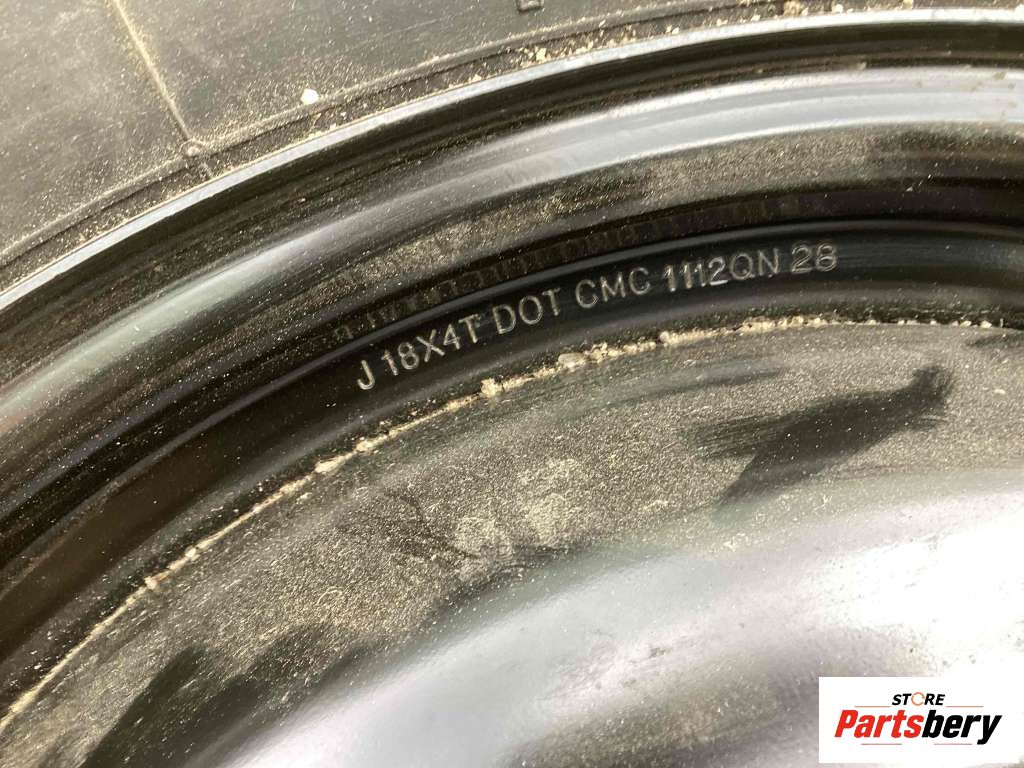 J 18X4T DOT CMC 1112QN 28
STORE
Partsbery